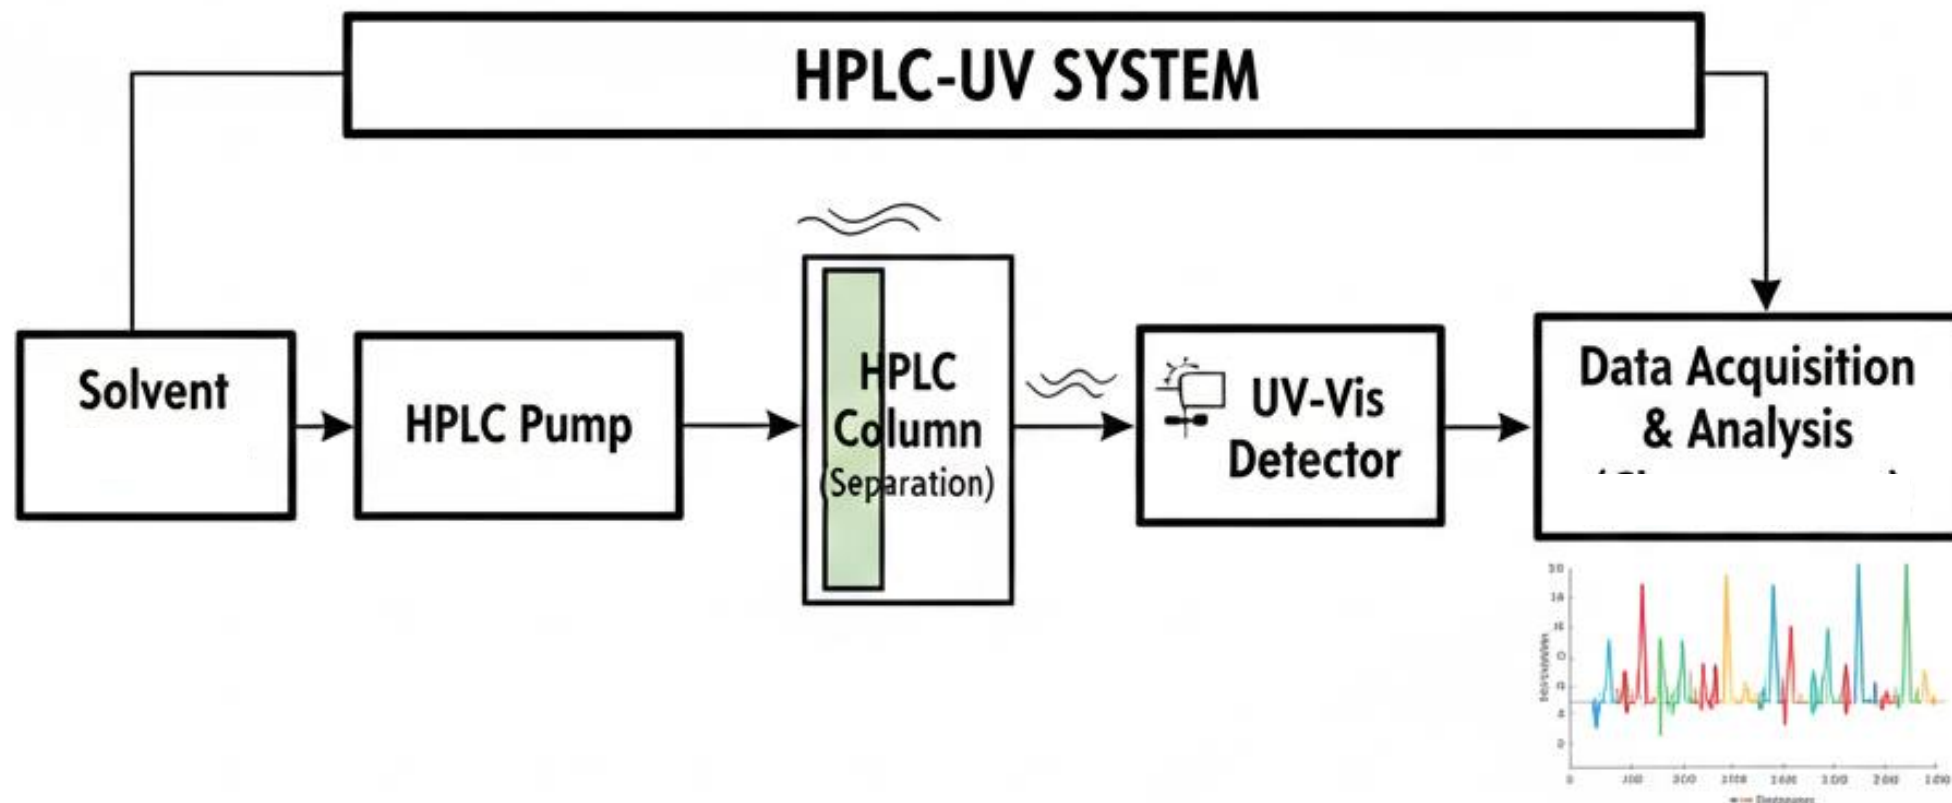 HPLC-UV SYSTEM
Solvent
HPLC Pump
HPLC
Column
(Separation)
UV-Vis
Detector
Data Acquisition
& Analysis